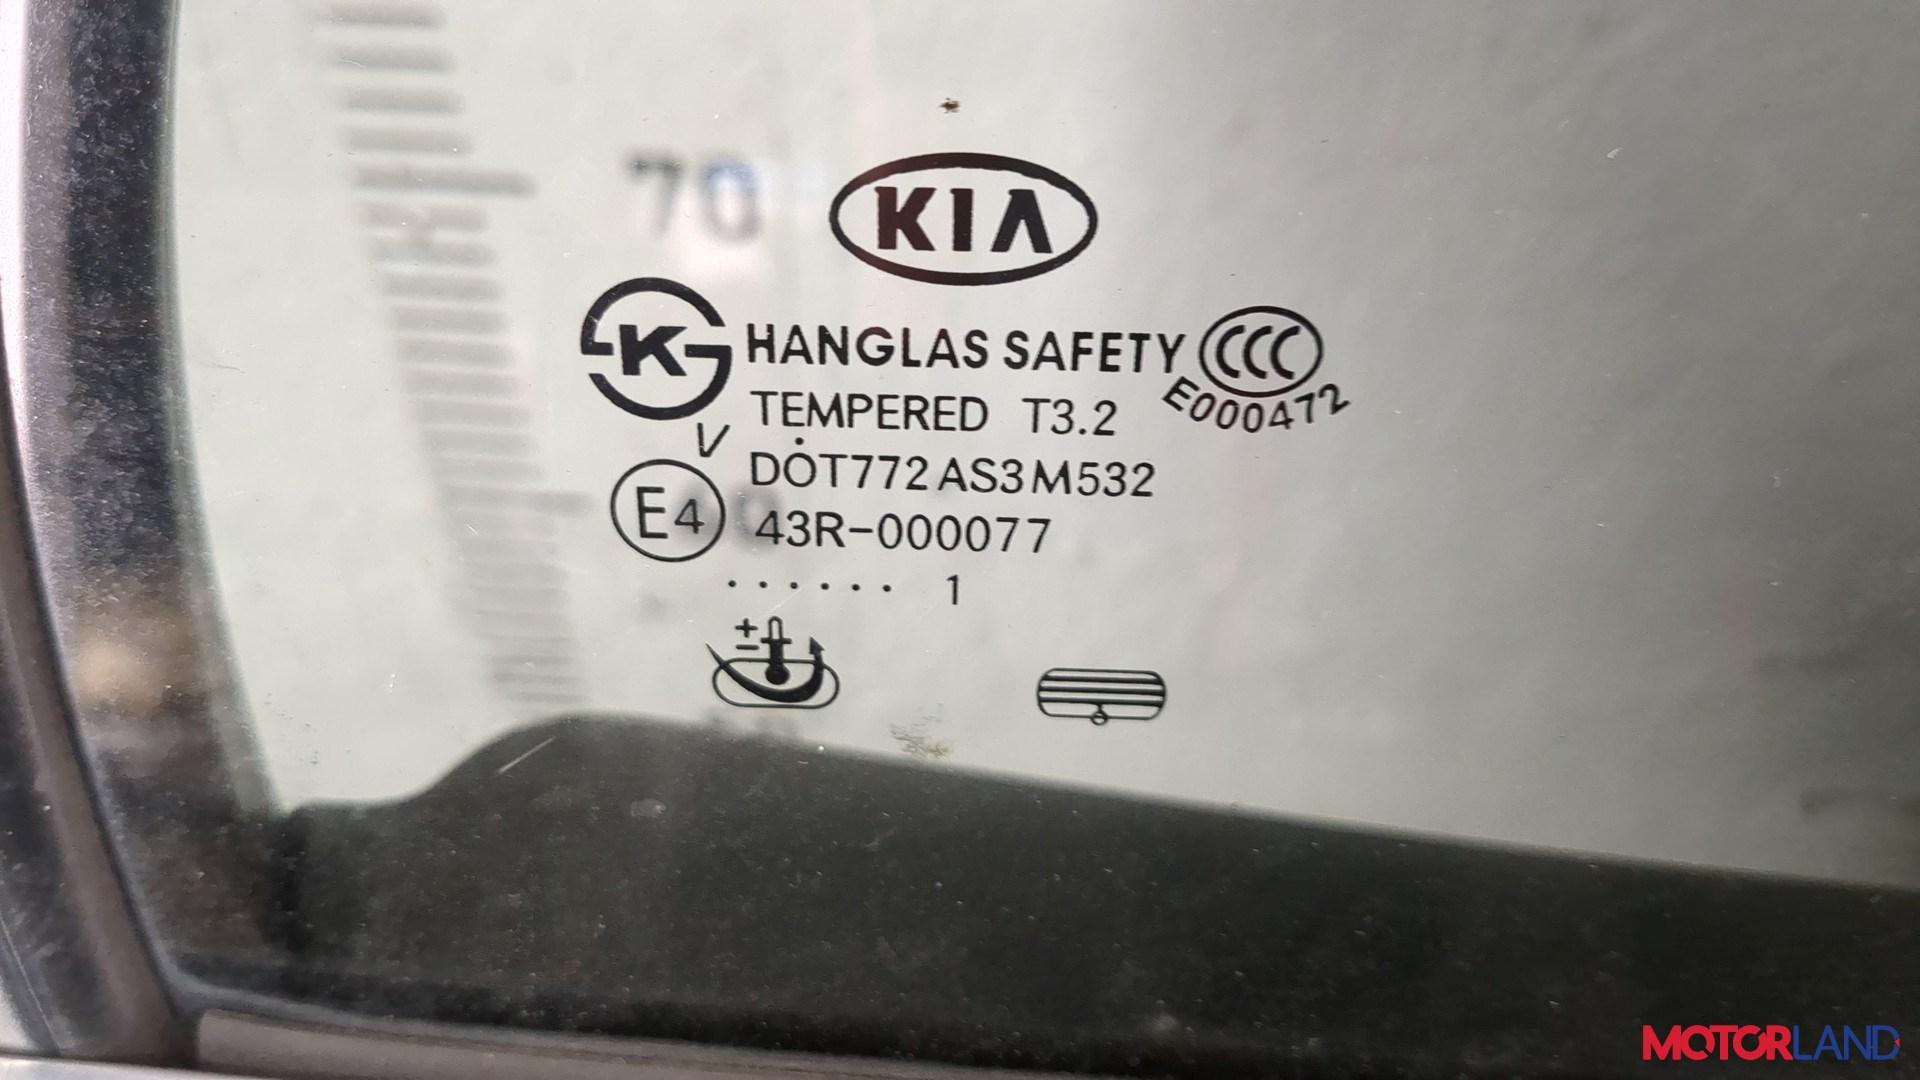 70
KIA
K HANGLAS SAFETY CCC
E000472
TEMPERED T3.2
V
DOT772 AS3 M532
E4 43R-000077
. . . . . . 1
MOTORLAND